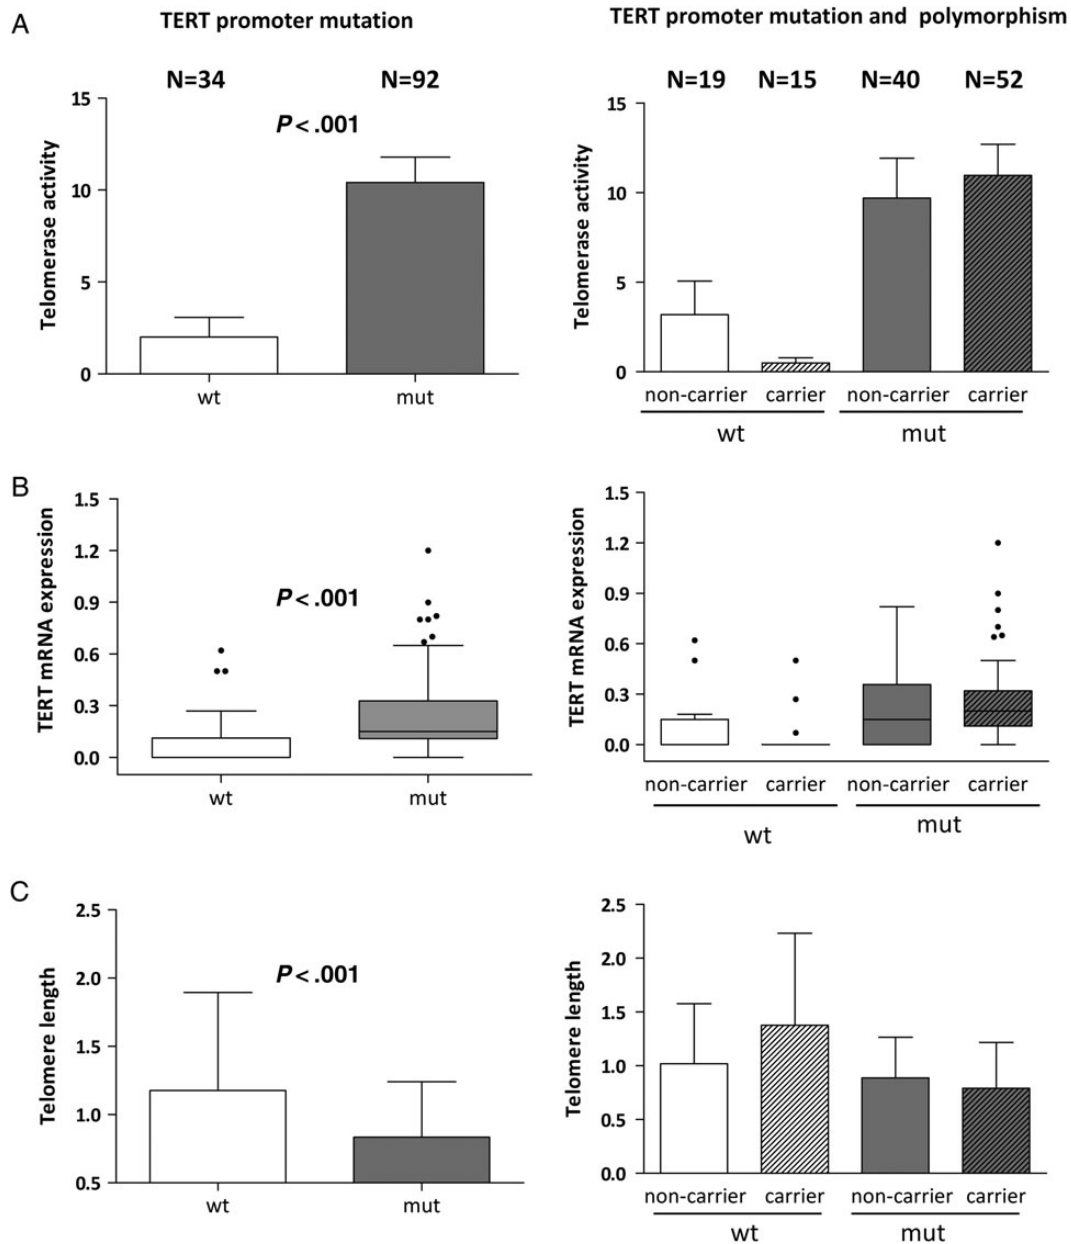 A
TERT promoter mutation
TERT promoter mutation and polymorphism
N=34
N=92
P < .001
Telomerase activity
15
10
5
0
wt
mut
N=19
N=15
N=40
N=52
Telomerase activity
15
10
5
0
non-carrier
carrier
non-carrier
carrier
wt
mut
B
TERT mRNA expression
1.5
1.2
0.9
0.6
0.3
0.0
P < .001
wt
mut
TERT mRNA expression
1.5
1.2
0.9
0.6
0.3
0.0
non-carrier
carrier
non-carrier
carrier
wt
mut
C
Telomere length
2.5
2.0
1.5
1.0
0.5
P < .001
wt
mut
Telomere length
2.5
2.0
1.5
1.0
0.5
0.0
non-carrier
carrier
non-carrier
carrier
wt
mut